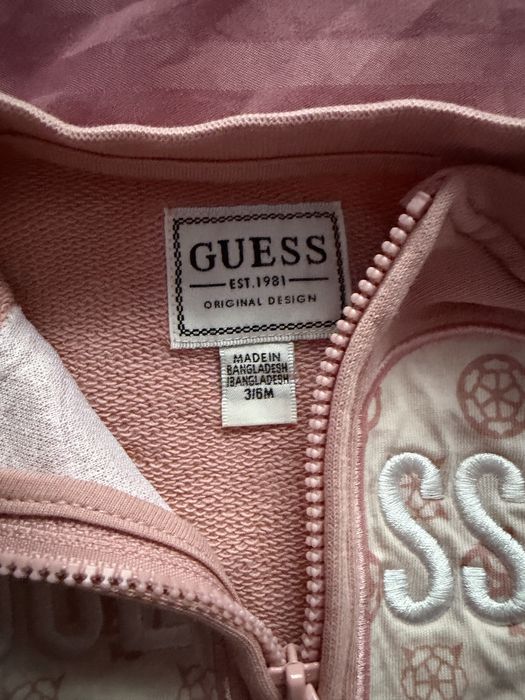 GUESS
EST.1981
ORIGINAL DESIGN
MADE IN
BANGLADESH
/BANGLADESH
3/6M
SS